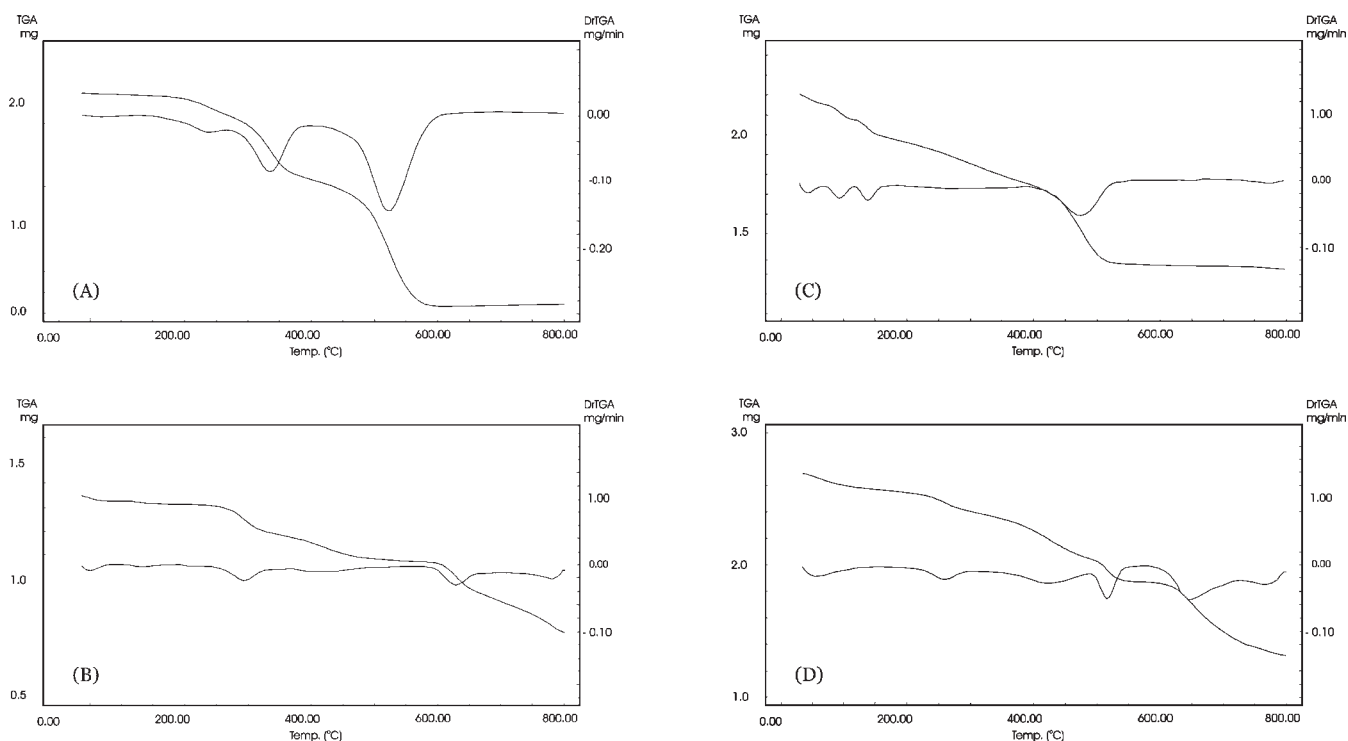 TGA
mg
DrTGA
mg/min
2.0
1.0
0.0
0.00
- 0.10
- 0.20
(A)
0.00
200.00
400.00
600.00
800.00
Temp. (°C)
TGA
mg
DrTGA
mg/min
2.0
1.5
1.00
0.00
- 0.10
(C)
0.00
200.00
400.00
600.00
800.00
Temp. (°C)
TGA
mg
DrTGA
mg/min
1.5
1.0
0.5
1.00
0.00
- 0.10
(B)
0.00
200.00
400.00
600.00
800.00
Temp. (°C)
TGA
mg
DrTGA
mg/min
3.0
2.0
1.0
1.00
0.00
- 0.10
(D)
0.00
200.00
400.00
600.00
800.00
Temp. (°C)